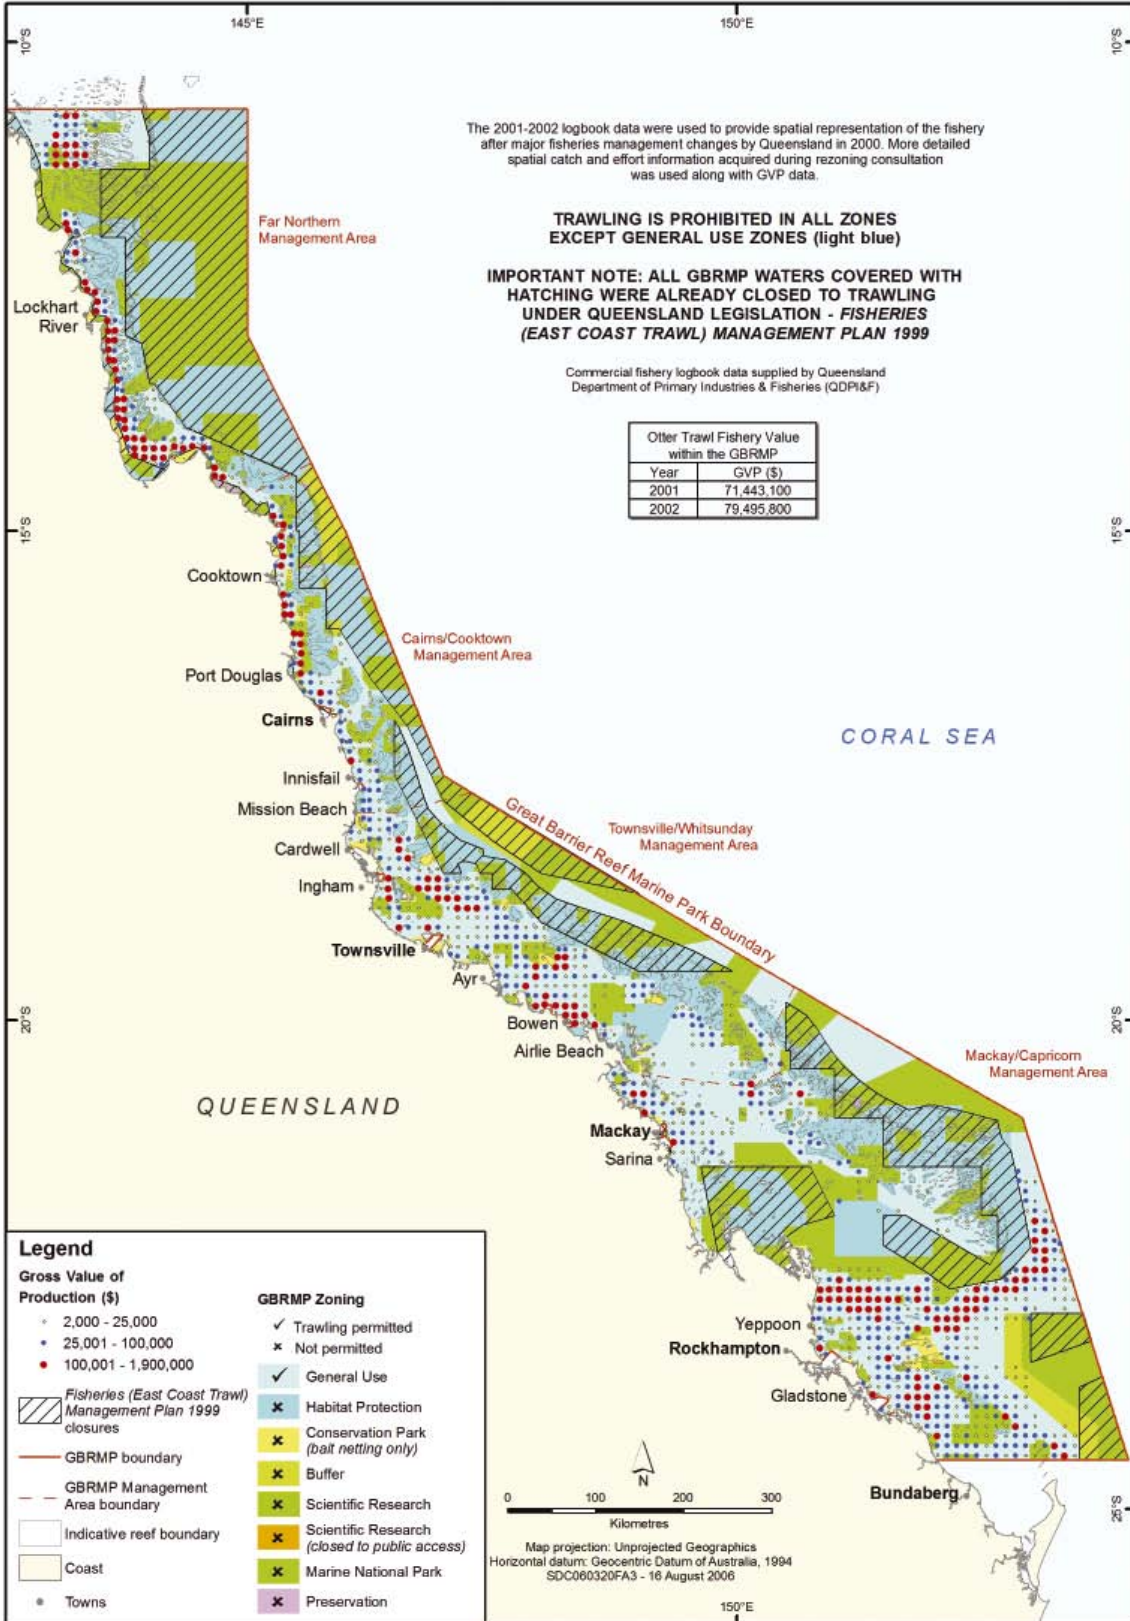 145°E
150°E
10°S
10°S
The 2001-2002 logbook data were used to provide spatial representation of the fishery
after major fisheries management changes by Queensland in 2000. More detailed
spatial catch and effort information acquired during rezoning consultation
was used along with GVP data.
TRAWLING IS PROHIBITED IN ALL ZONES
EXCEPT GENERAL USE ZONES (light blue)
Far Northern
Management Area
IMPORTANT NOTE: ALL GBRMP WATERS COVERED WITH
HATCHING WERE ALREADY CLOSED TO TRAWLING
UNDER QUEENSLAND LEGISLATION - FISHERIES
(EAST COAST TRAWL) MANAGEMENT PLAN 1999
Lockhart
River
Commercial fishery logbook data supplied by Queensland
Department of Primary Industries & Fisheries (QDPI&F)
Otter Trawl Fishery Value
within the GBRMP
Year GVP ($)
2001 71,443,100
2002 79,495,800
15°S
15°S
Cooktown
Cairns/Cooktown
Management Area
Port Douglas
Cairns
CORAL SEA
Innisfail
Mission Beach
Great Barrier Reef Marine Park Boundary
Townsville/Whitsunday
Management Area
Cardwell
Ingham
Townsville
Ayr
20°S
20°S
Bowen
Airlie Beach
Mackay/Capricorn
Management Area
QUEENSLAND
Mackay
Sarina
Yeppoon
Rockhampton
Gladstone
Bundaberg
25°S
Legend
Gross Value of
Production ($)
2,000 - 25,000
25,001 - 100,000
100,001 - 1,900,000
Fisheries (East Coast Trawl)
Management Plan 1999
closures
GBRMP boundary
GBRMP Management
Area boundary
Indicative reef boundary
Coast
Towns
GBRMP Zoning
Trawling permitted
Not permitted
General Use
Habitat Protection
Conservation Park
(bait netting only)
Buffer
Scientific Research
Scientific Research
(closed to public access)
Marine National Park
Preservation
N
0 100 200 300
Kilometres
Map projection: Unprojected Geographics
Horizontal datum: Geocentric Datum of Australia, 1994
SDC060320FA3 - 16 August 2006
150°E